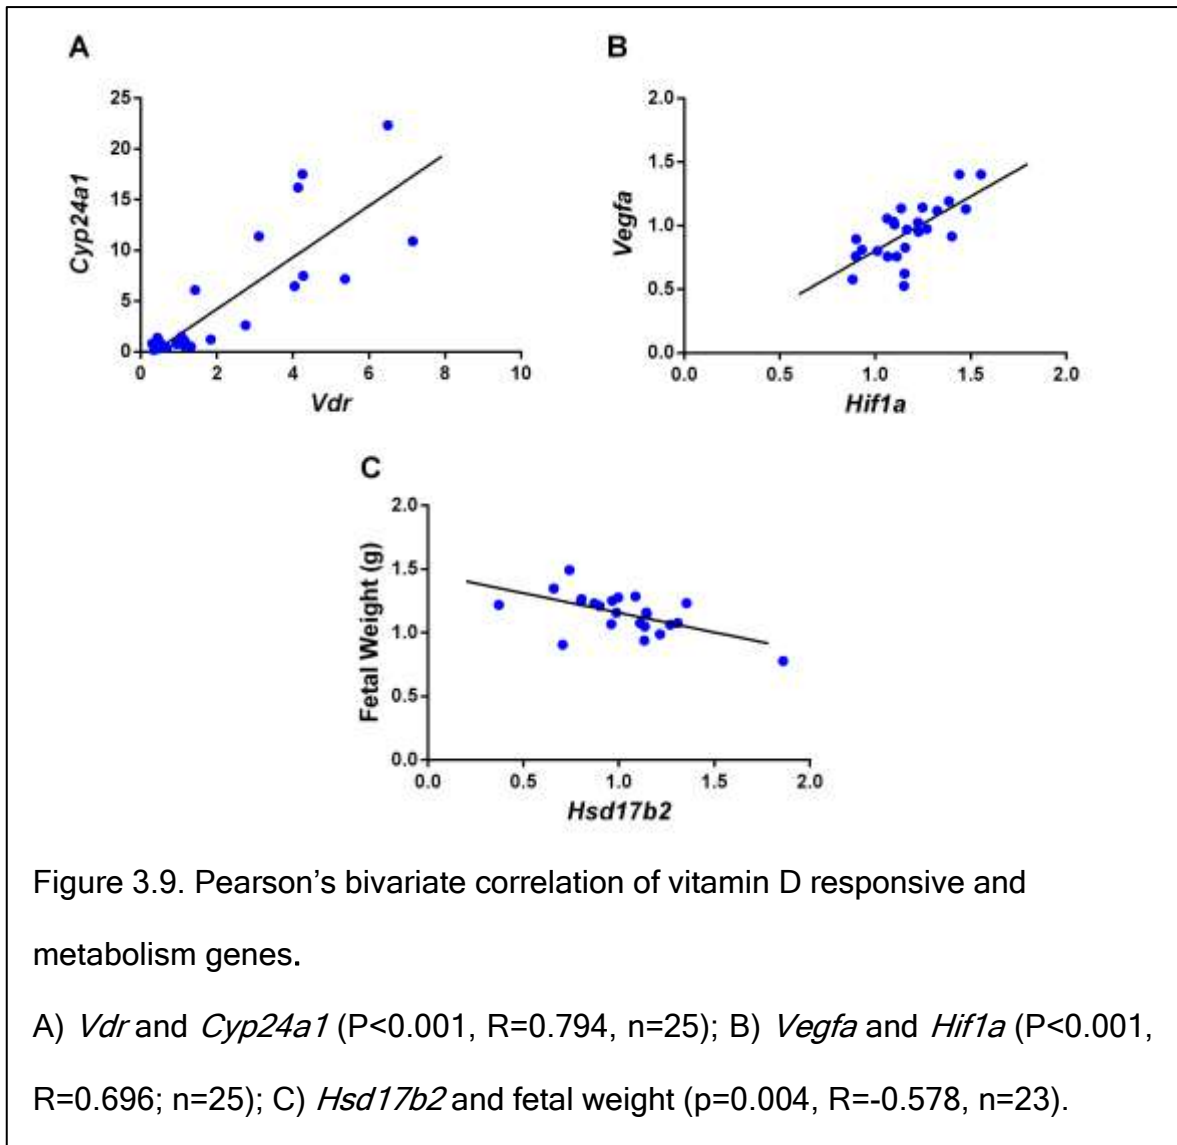 A
B
25
20
15
10
5
0
Cyp24a1
0 2 4 6 8 10
Vdr
2.0
1.5
1.0
0.5
0.0
Vegfa
0.0 0.5 1.0 1.5 2.0
Hif1a
C
2.0
1.5
1.0
0.5
0.0
Fetal Weight (g)
0.0 0.5 1.0 1.5 2.0
Hsd17b2
Figure 3.9. Pearson’s bivariate correlation of vitamin D responsive and
metabolism genes.
A) Vdr and Cyp24a1 (P<0.001, R=0.794, n=25); B) Vegfa and Hif1a (P<0.001,
R=0.696; n=25); C) Hsd17b2 and fetal weight (p=0.004, R=-0.578, n=23).